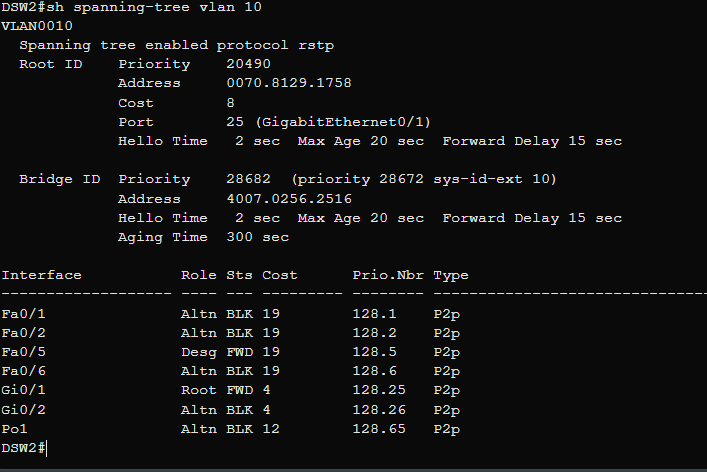 DSW2#sh spanning-tree vlan 10
VLAN0010
  Spanning tree enabled protocol rstp
  Root ID    Priority    20490
             Address     0070.8129.1758
             Cost        8
             Port        25 (GigabitEthernet0/1)
             Hello Time   2 sec  Max Age 20 sec  Forward Delay 15 sec

  Bridge ID  Priority    28682  (priority 28672 sys-id-ext 10)
             Address     4007.0256.2516
             Hello Time   2 sec  Max Age 20 sec  Forward Delay 15 sec
             Aging Time  300 sec

Interface           Role Sts Cost      Prio.Nbr Type
------------------- ---- --- --------- -------- --------------------------------
Fa0/1               Altn BLK 19        128.1    P2p
Fa0/2               Altn BLK 19        128.2    P2p
Fa0/5               Desg FWD 19        128.5    P2p
Fa0/6               Altn BLK 19        128.6    P2p
Gi0/1               Root FWD 4         128.25   P2p
Gi0/2               Altn BLK 4         128.26   P2p
Po1                 Altn BLK 12        128.65   P2p
DSW2#